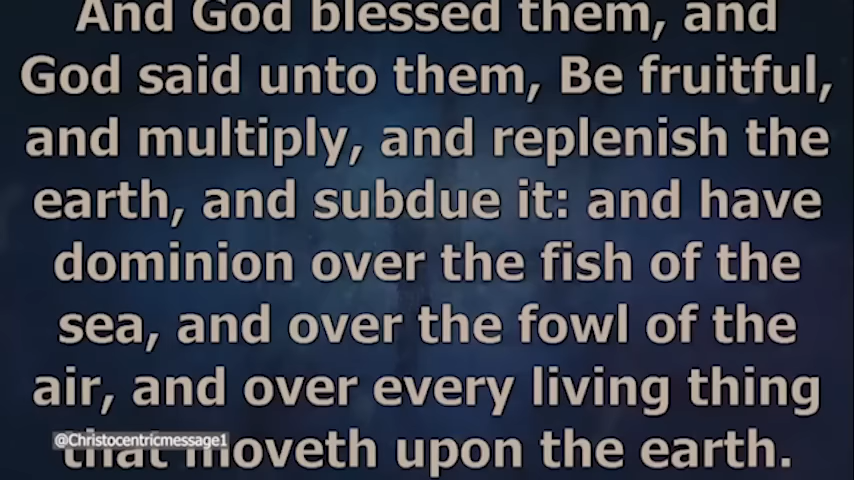 And God blessed them, and
God said unto them, Be fruitful,
and multiply, and replenish the
earth, and subdue it: and have
dominion over the fish of the
sea, and over the fowl of the
air, and over every living thing
@Christocentricmessage1
that moveth upon the earth.